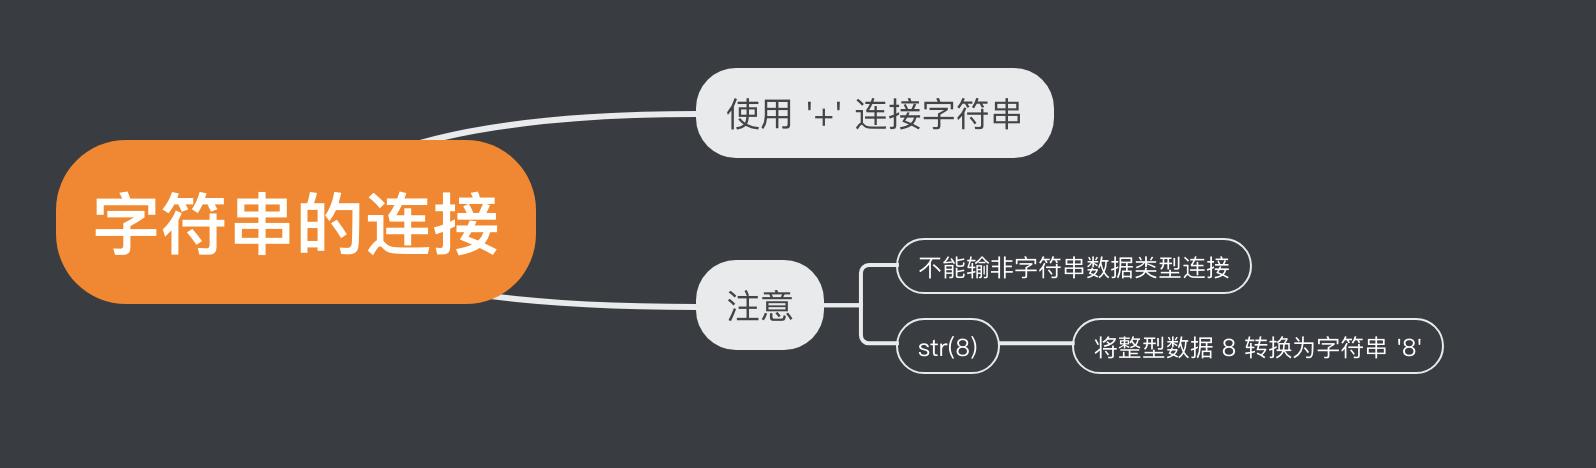 字符串的连接
使用 '+' 连接字符串
注意
不能输非字符串数据类型连接
str(8)
将整型数据 8 转换为字符串 '8'